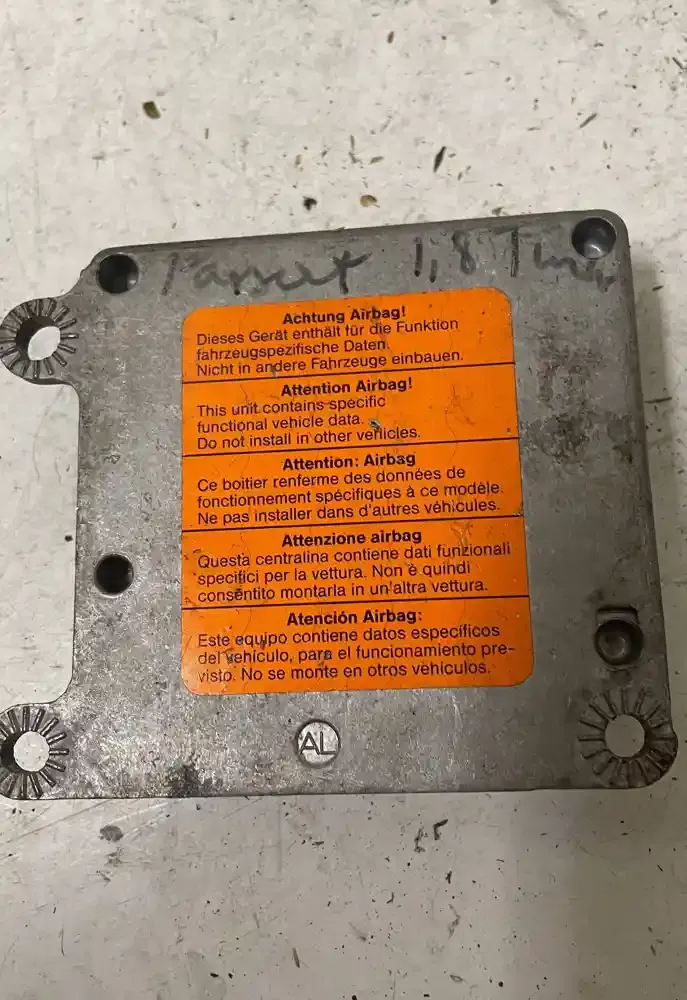 Passat 1,8 Turbo
Achtung Airbag!
Dieses Gerät enthält für die Funktion
fahrzeugspezifische Daten.
Nicht in andere Fahrzeuge einbauen.
Attention Airbag!
This unit contains specific
functional vehicle data.
Do not install in other vehicles.
Attention: Airbag
Ce boitier renferme des données de
fonctionnement spécifiques à ce modèle.
Ne pas installer dans d'autres véhicules.
Attenzione airbag
Questa centralina contiene dati funzionali
specifici per la vettura. Non è quindi
consentito montarla in un'altra vettura.
Atención Airbag:
Este equipo contiene datos específicos
del vehículo, para el funcionamiento pre-
visto. No se monte en otros vehículos.
AL